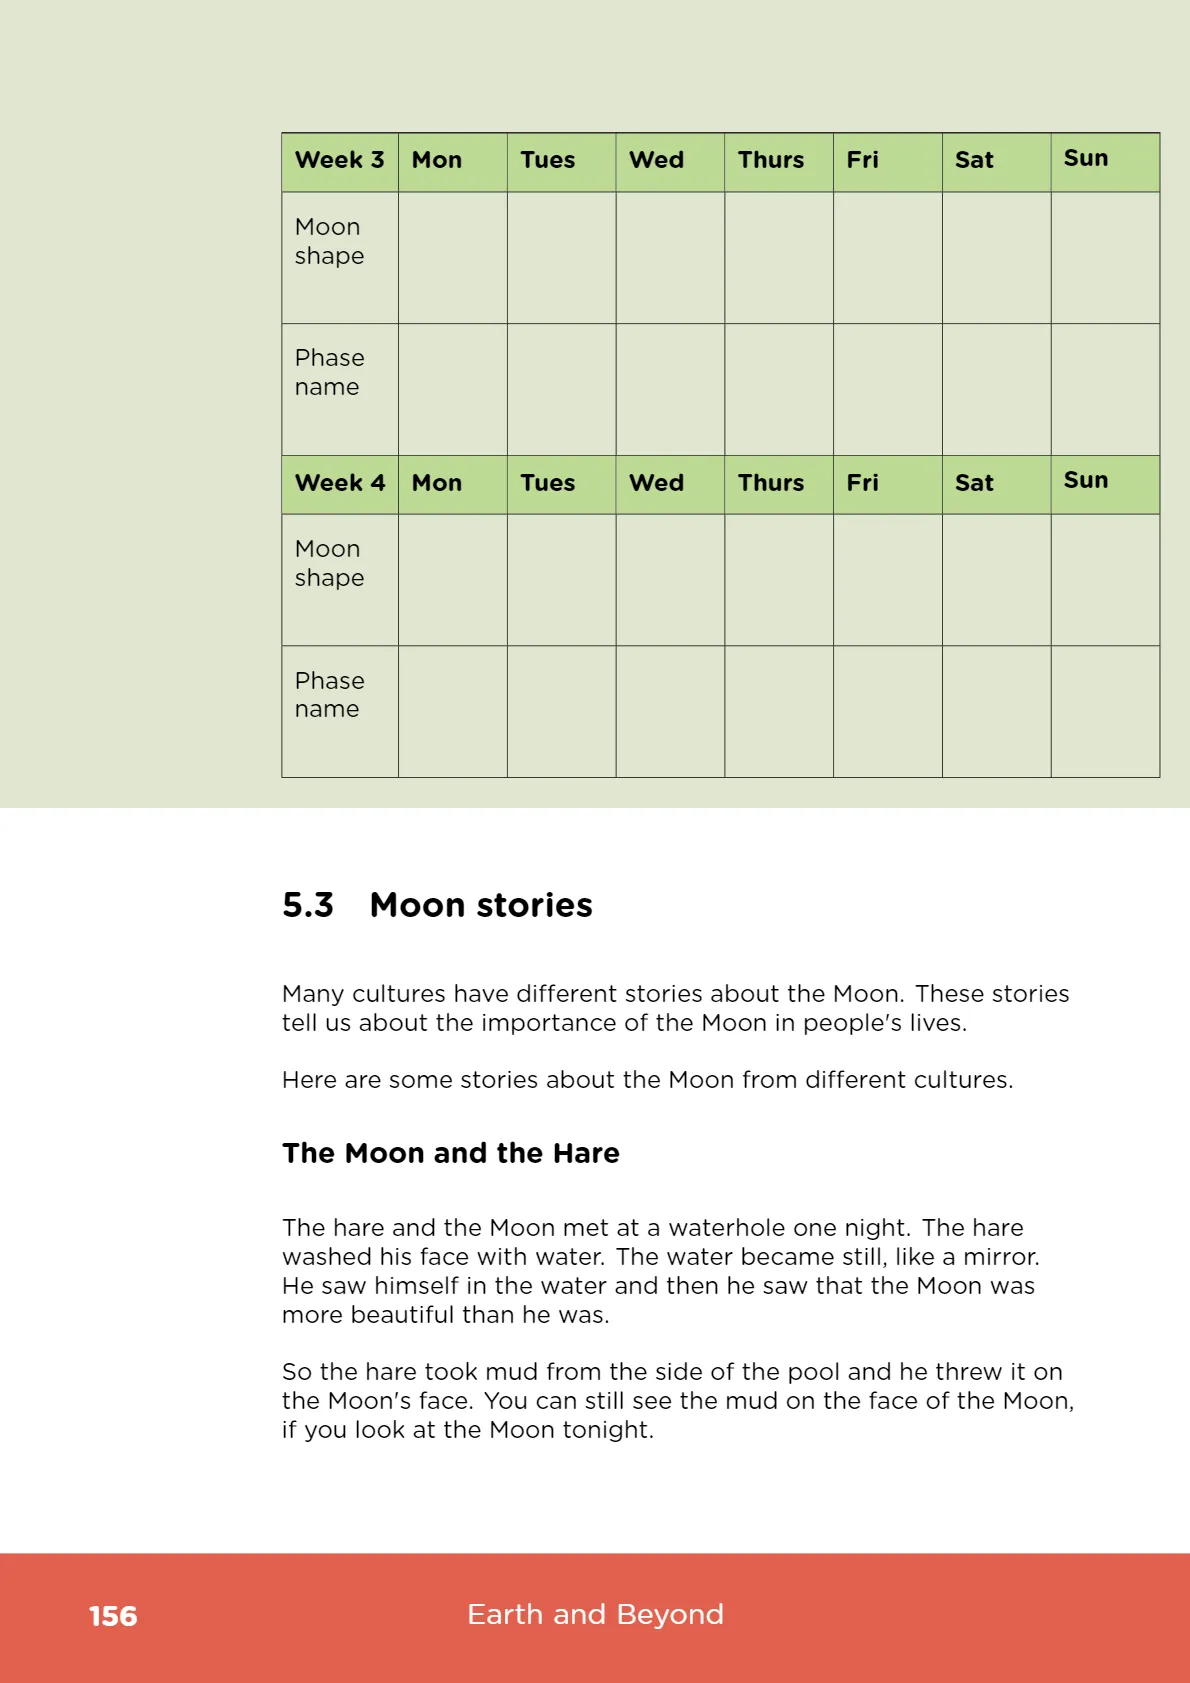 Week 3 Mon Tues Wed Thurs Fri Sat Sun
Moon
shape
Phase
name
Week 4 Mon Tues Wed Thurs Fri Sat Sun
Moon
shape
Phase
name
5.3 Moon stories
Many cultures have different stories about the Moon. These stories
tell us about the importance of the Moon in people's lives.
Here are some stories about the Moon from different cultures.
The Moon and the Hare
The hare and the Moon met at a waterhole one night. The hare
washed his face with water. The water became still, like a mirror.
He saw himself in the water and then he saw that the Moon was
more beautiful than he was.
So the hare took mud from the side of the pool and he threw it on
the Moon's face. You can still see the mud on the face of the Moon,
if you look at the Moon tonight.
156 Earth and Beyond